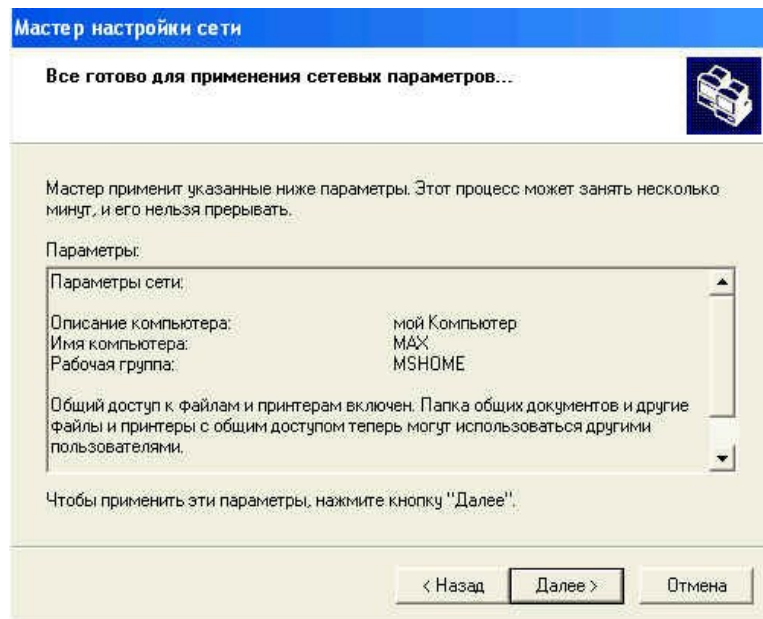 Мастер настройки сети
Все готово для применения сетевых параметров...
Мастер применит указанные ниже параметры. Этот процесс может занять несколько
минут, и его нельзя прерывать.
Параметры:
Параметры сети:
Описание компьютера: мой Компьютер
Имя компьютера: MAX
Рабочая группа: MSHOME
Общий доступ к файлам и принтерам включен. Папка общих документов и другие
файлы и принтеры с общим доступом теперь могут использоваться другими
пользователями.
Чтобы применить эти параметры, нажмите кнопку "Далее".
< Назад Далее > Отмена